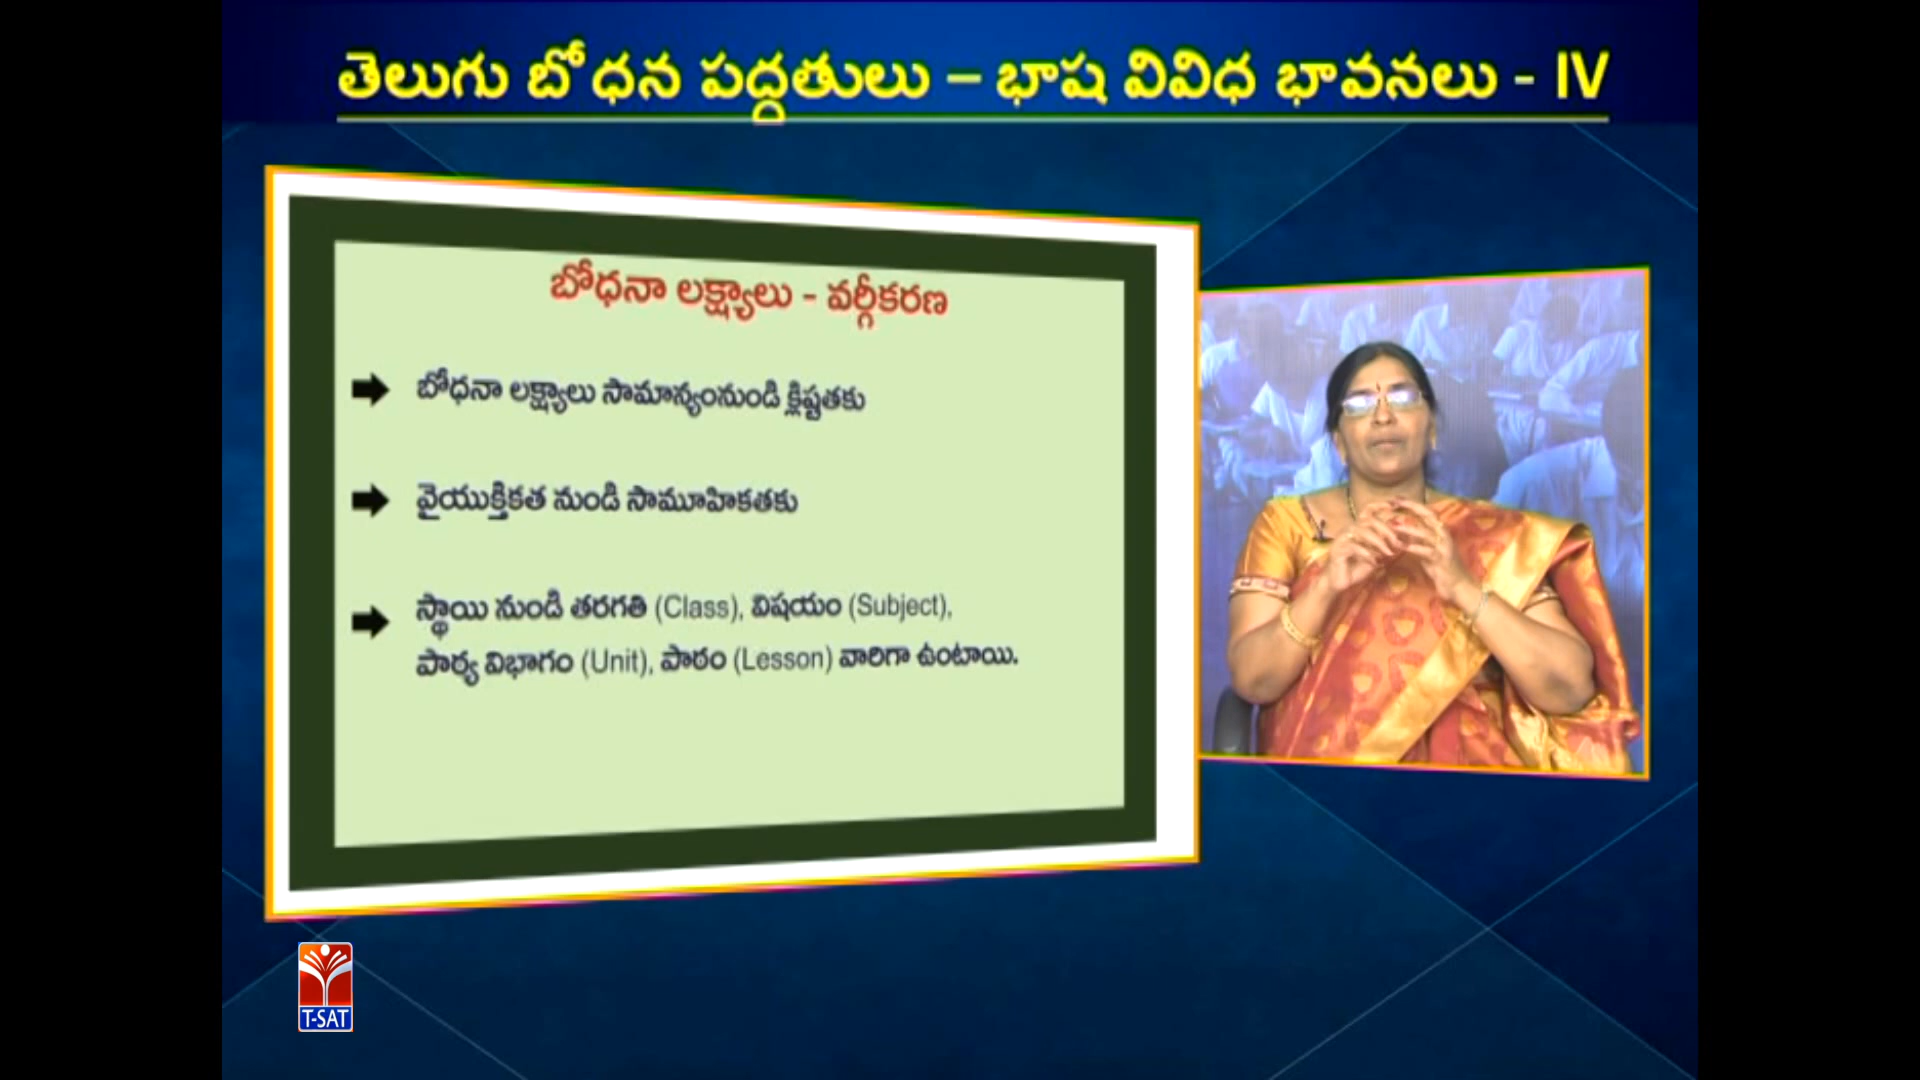 తెలుగు బోధన పద్ధతులు – భాష వివిధ భావనలు - IV
బోధనా లక్ష్యాలు - వర్గీకరణ
బోధనా లక్ష్యాలు సామాన్యంనుండి క్లిష్టతకు
వైయుక్తికత నుండి సామూహికతకు
స్థాయి నుండి తరగతి (Class), విషయం (Subject),
పాఠ్య విభాగం (Unit), పాఠం (Lesson) వారిగా ఉంటాయి.
T-SAT